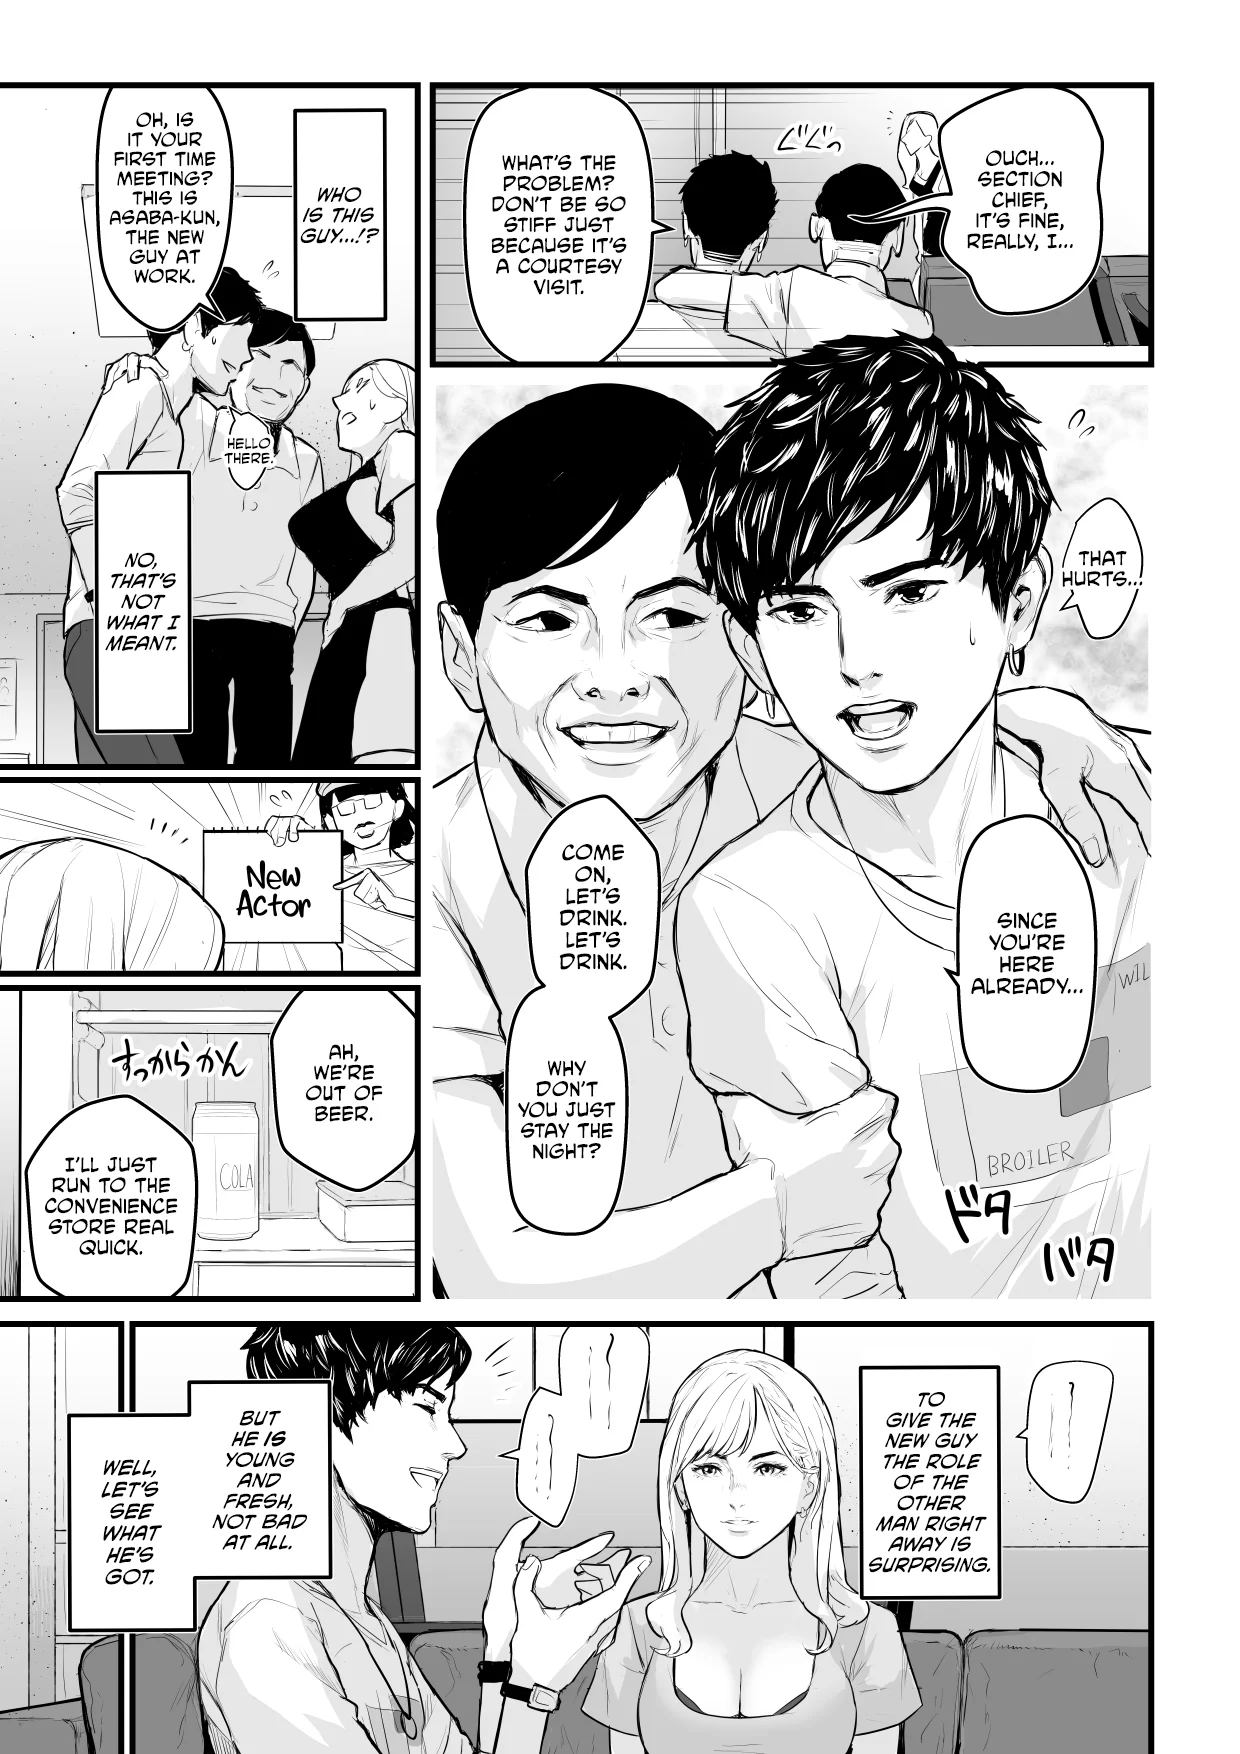 OUCH...
SECTION
CHIEF,
IT'S FINE,
REALLY, I...
ぐぐっ
WHAT'S THE
PROBLEM?
DON'T BE SO
STIFF JUST
BECAUSE IT'S
A COURTESY
VISIT.
THAT
HURTS...
SINCE
YOU'RE
HERE
ALREADY...
COME
ON,
LET'S
DRINK.
LET'S
DRINK.
WHY
DON'T
YOU JUST
STAY THE
NIGHT?
WIL
BROILER
ドタ
バタ
WHO
IS THIS
GUY...!?
OH, IS
IT YOUR
FIRST TIME
MEETING?
THIS IS
ASABA-KUN,
THE NEW
GUY AT
WORK.
HELLO
THERE.
NO,
THAT'S
NOT
WHAT I
MEANT.
New
Actor
AH,
WE'RE
OUT OF
BEER.
すっからかん
COLA
I'LL JUST
RUN TO THE
CONVENIENCE
STORE REAL
QUICK.
TO
GIVE THE
NEW GUY
THE ROLE
OF THE
OTHER
MAN RIGHT
AWAY IS
SURPRISING.
BUT
HE IS
YOUNG
AND
FRESH,
NOT BAD
AT ALL.
WELL,
LET'S
SEE
WHAT
HE'S
GOT.